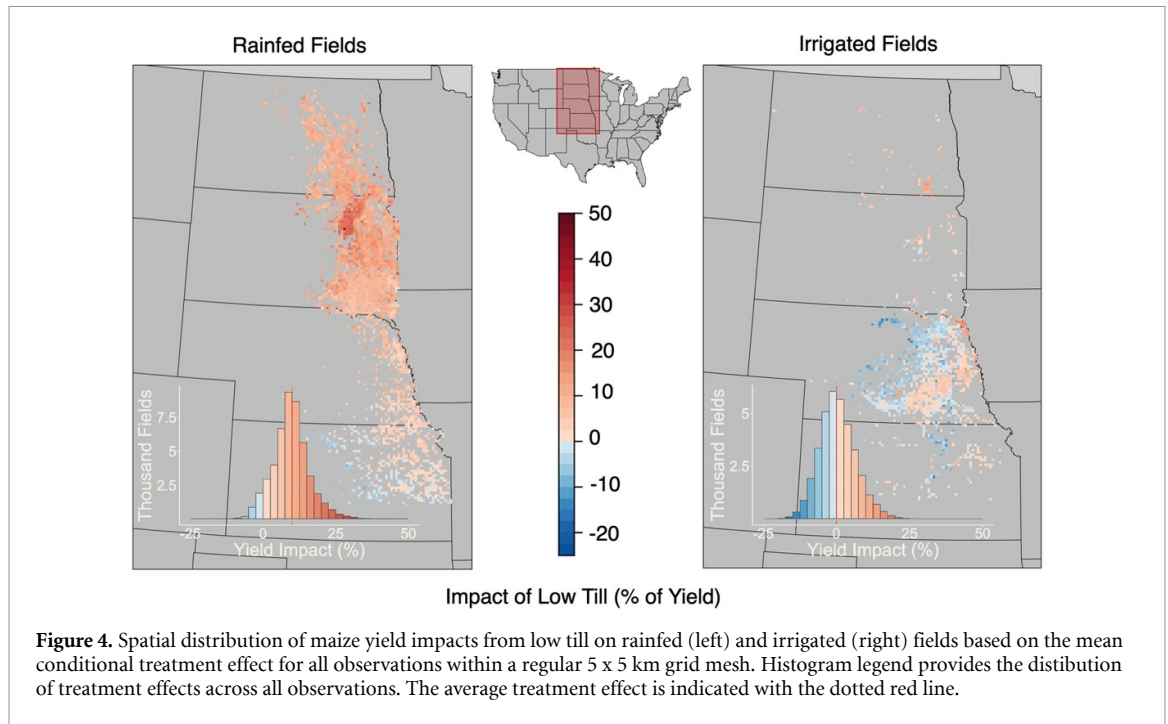 Rainfed Fields
Irrigated Fields
50
40
30
20
10
0
-10
-20
Thousand Fields
7.5
5
2.5
-25
0
25
50
Yield Impact (%)
Thousand Fields
5
2.5
-25
0
25
50
Yield Impact (%)
Impact of Low Till (% of Yield)
Figure 4. Spatial distribution of maize yield impacts from low till on rainfed (left) and irrigated (right) fields based on the mean
conditional treatment effect for all observations within a regular 5 x 5 km grid mesh. Histogram legend provides the distibution
of treatment effects across all observations. The average treatment effect is indicated with the dotted red line.